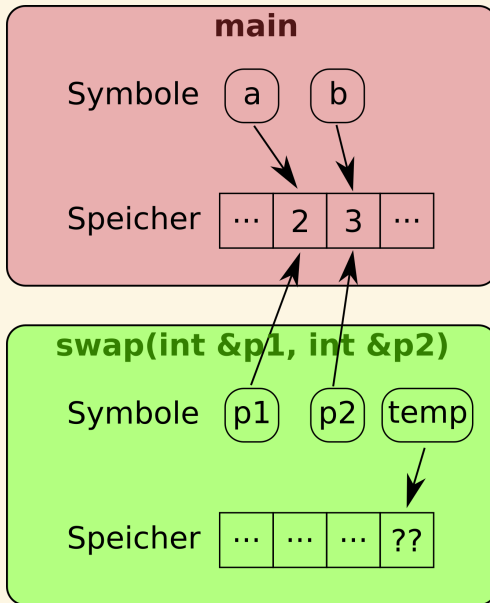 main
Symbole a b
Speicher ... 2 3 ...
swap(int &p1, int &p2)
Symbole p1 p2 temp
Speicher ... ... ... ??